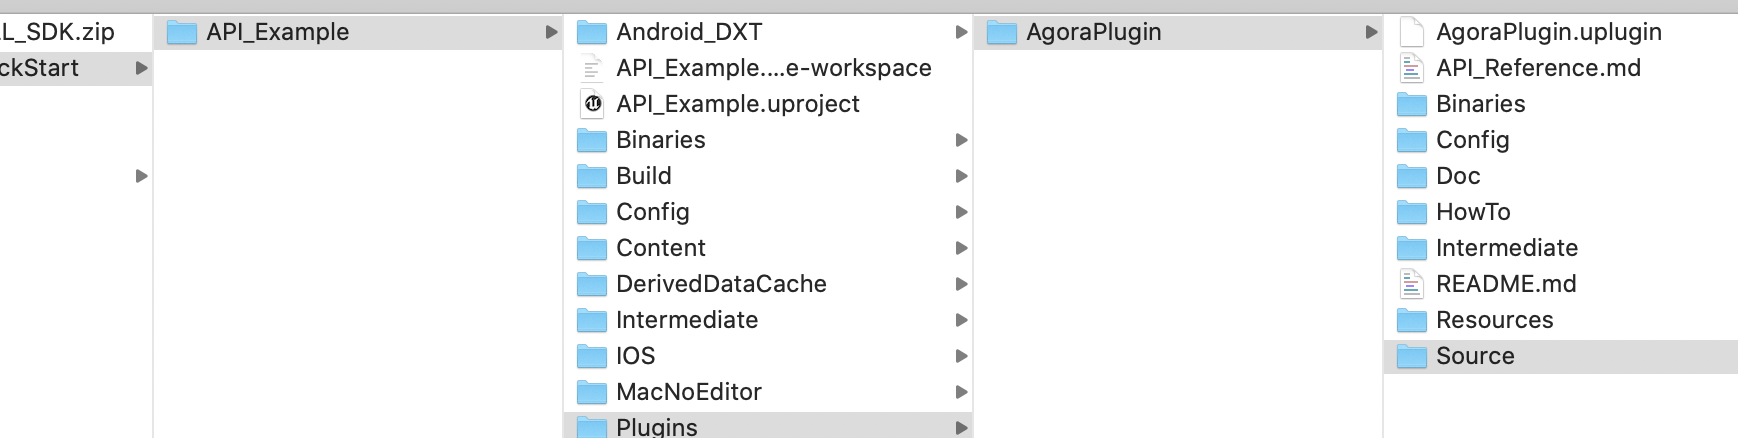 L_SDK.zip
ckStart
API_Example
Android_DXT
API_Example....e-workspace
API_Example.uproject
Binaries
Build
Config
Content
DerivedDataCache
Intermediate
IOS
MacNoEditor
Plugins
AgoraPlugin
AgoraPlugin.uplugin
API_Reference.md
Binaries
Config
Doc
HowTo
Intermediate
README.md
Resources
Source